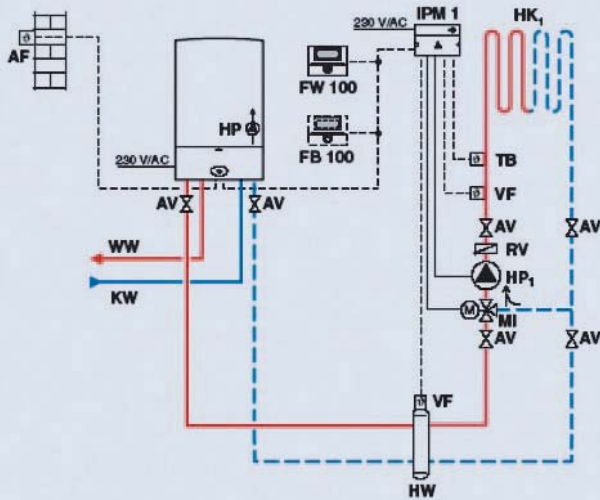 AF
230 V/AC
IPM 1
HK₁
FW 100
HP
FB 100
230 V/AC
TB
VF
AV
AV
AV
AV
RV
WW
HP₁
KW
M
MI
AV
AV
VF
HW